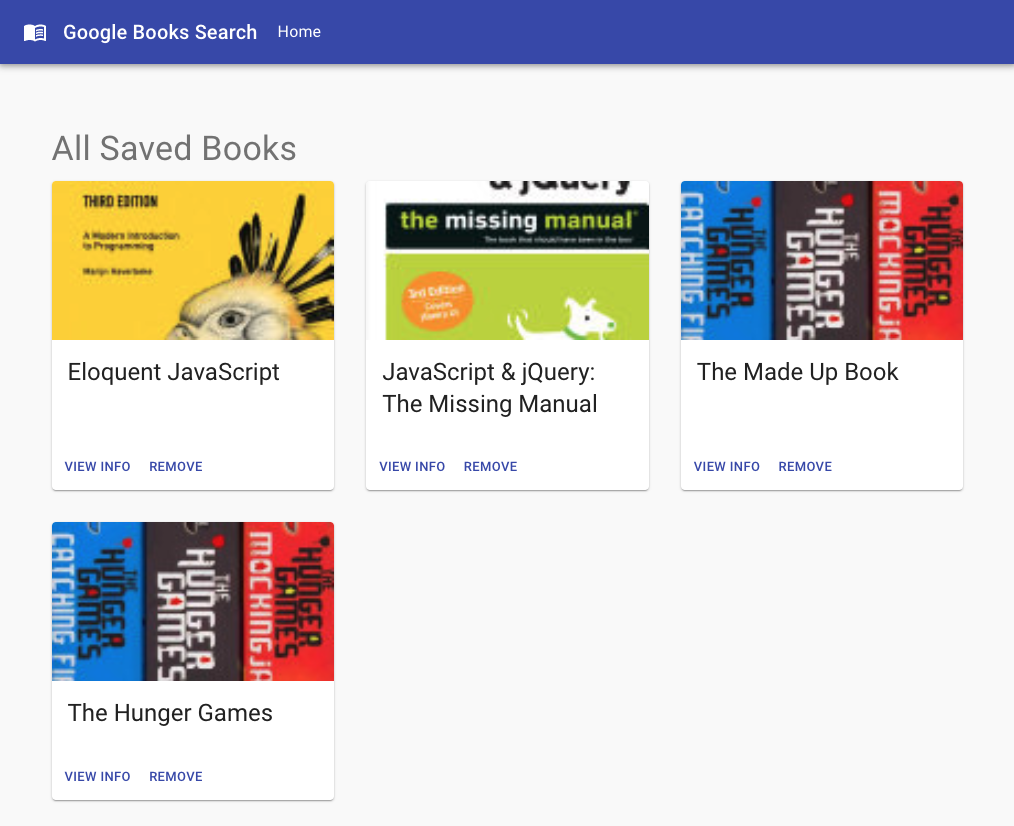 Google Books Search Home
All Saved Books
THIRD EDITION
A Modern Introduction
to Programming
Marijn Haverbeke
Eloquent JavaScript
VIEW INFO REMOVE
& jQuery
the missing manual®
The book that should have been in the box
3rd Edition
JavaScript & jQuery:
The Missing Manual
VIEW INFO REMOVE
CATCHING FI
THE
HUNGER
GAMES
THE
HUNGER
GAMES
MOCKINGJA
THE
HUNGER
GAMES
The Made Up Book
VIEW INFO REMOVE
CATCHING FI
THE
HUNGER
GAMES
THE
HUNGER
GAMES
MOCKINGJA
THE
HUNGER
GAMES
The Hunger Games
VIEW INFO REMOVE